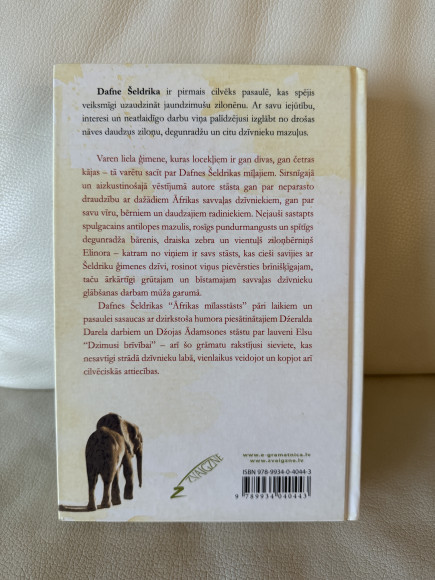 Dafne Šeldrika ir pirmais cilvēks pasaulē, kas spējis
veiksmīgi uzaudzināt jaundzimušu zilonēnu. Ar savu iejūtību,
interesi un neatlaidīgo darbu viņa palīdzējusi izglābt no drošas
nāves daudzus ziloņu, degunradžu un citu dzīvnieku mazuļus.
Varen liela ģimene, kuras locekļiem ir gan divas, gan četras
kājas – tā varētu sacīt par Dafnes Šeldrikas mīļajiem. Sirsnīgajā
un aizkustinošajā vēstījumā autore stāsta gan par neparasto
draudzību ar dažādiem Āfrikas savvaļas dzīvniekiem, gan par
savu vīru, bērniem un daudzajiem radiniekiem. Nejauši sastapts
spulgacains antilopes mazulis, rosīgs pundurmangusts un spītīgs
degunradža bārenis, draiska zebra un vientuļš ziloņbērniņš
Elinora – katram no viņiem ir savs stāsts, kas cieši savijies ar
Šeldriku ģimenes dzīvi, rosinot viņus pievērsties brīnišķīgajam,
taču ārkārtīgi grūtajam un bīstamajam savvaļas dzīvnieku
glābšanas darbam mūža garumā.
Dafnes Šeldrikas “Āfrikas mīlasstāsts” pāri laikiem un
pasaulei sasaucas ar dzirkstoša humora piesātinātajiem Džeralda
Darela darbiem un Džojas Ādamsones stāstu par lauveni Elsu
“Dzimusi brīvībai” – arī šo grāmatu rakstījusi sieviete, kas
nesavtīgi strādā dzīvnieku labā, vienlaikus veidojot un kopjot arī
cilvēciskās attiecības.
www.e-gramatnica.lv
www.zvaigzne.lv
ZVAIGZNE
ISBN 978-9934-0-4044-3
9 789934 040443